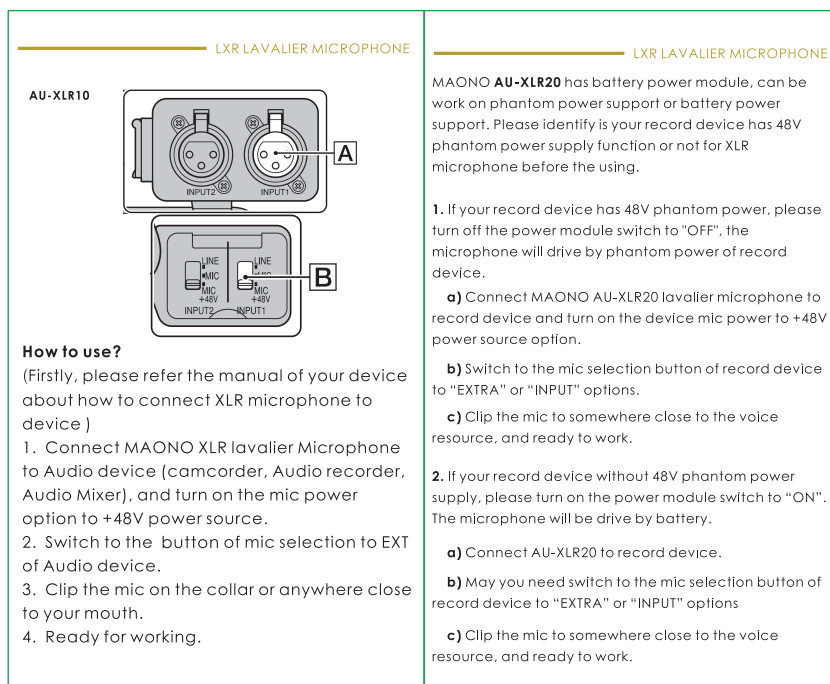 LXR LAVALIER MICROPHONE
AU-XLR10
A
INPUT2
INPUT1
LINE
MIC
MIC
+48V
INPUT2
LINE
MIC
MIC
+48V
INPUT1
B
How to use?
(Firstly, please refer the manual of your device
about how to connect XLR microphone to
device )
1. Connect MAONO XLR lavalier Microphone
to Audio device (camcorder, Audio recorder,
Audio Mixer), and turn on the mic power
option to +48V power source.
2. Switch to the button of mic selection to EXT
of Audio device.
3. Clip the mic on the collar or anywhere close
to your mouth.
4. Ready for working.
LXR LAVALIER MICROPHONE
MAONO AU-XLR20 has battery power module, can be
work on phantom power support or battery power
support. Please identify is your record device has 48V
phantom power supply function or not for XLR
microphone before the using.
1. If your record device has 48V phantom power, please
turn off the power module switch to "OFF", the
microphone will drive by phantom power of record
device.
a) Connect MAONO AU-XLR20 lavalier microphone to
record device and turn on the device mic power to +48V
power source option.
b) Switch to the mic selection button of record device
to “EXTRA” or “INPUT” options.
c) Clip the mic to somewhere close to the voice
resource, and ready to work.
2. If your record device without 48V phantom power
supply, please turn on the power module switch to “ON”.
The microphone will be drive by battery.
a) Connect AU-XLR20 to record device.
b) May you need switch to the mic selection button of
record device to “EXTRA” or “INPUT” options
c) Clip the mic to somewhere close to the voice
resource, and ready to work.